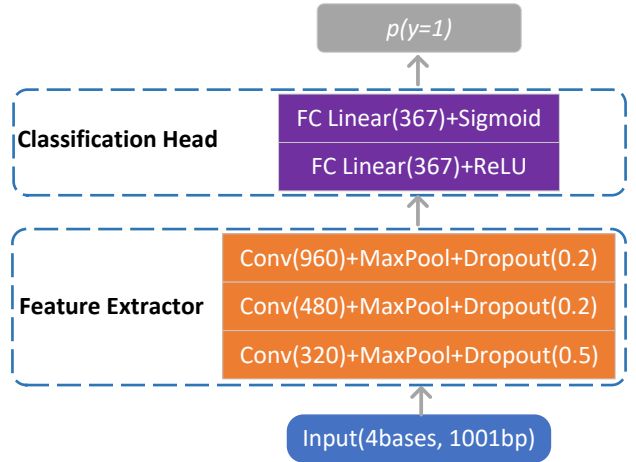 p(y=1)
Classification Head
FC Linear(367)+Sigmoid
FC Linear(367)+ReLU
Feature Extractor
Conv(960)+MaxPool+Dropout(0.2)
Conv(480)+MaxPool+Dropout(0.2)
Conv(320)+MaxPool+Dropout(0.5)
Input(4bases, 1001bp)